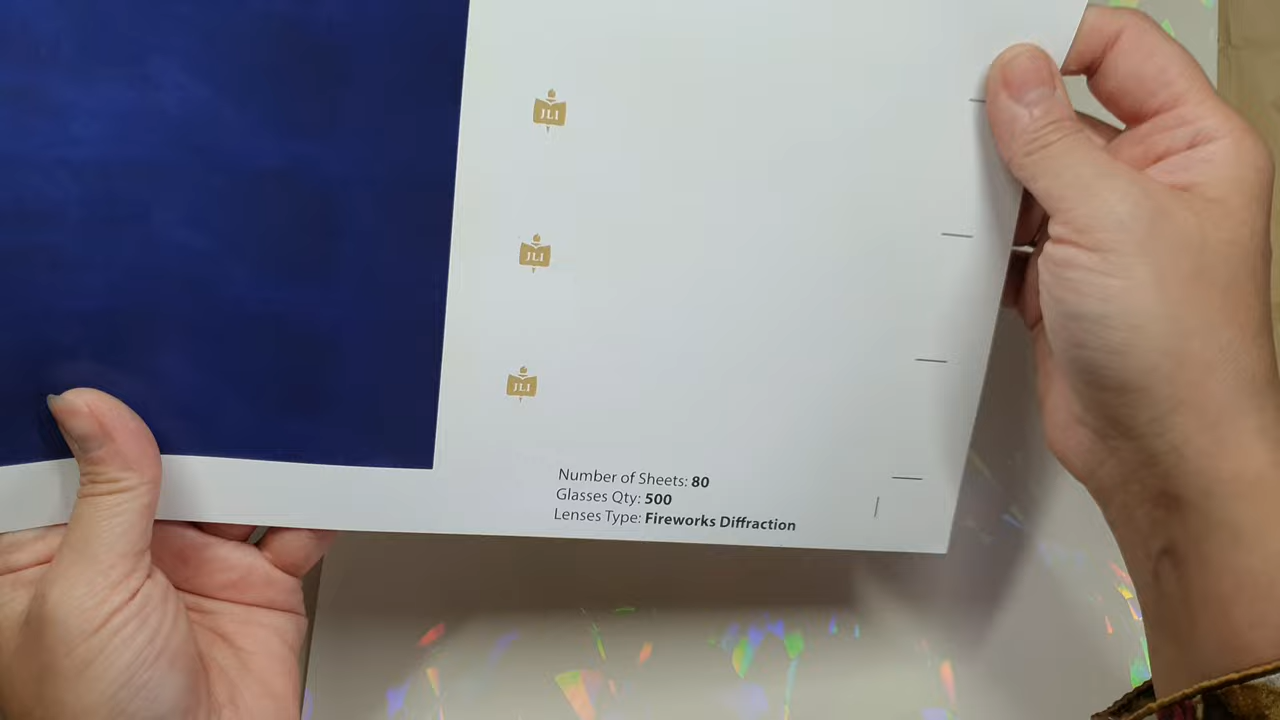 JLI
JLI
JLI
Number of Sheets: 80
Glasses Qty: 500
Lenses Type: Fireworks Diffraction